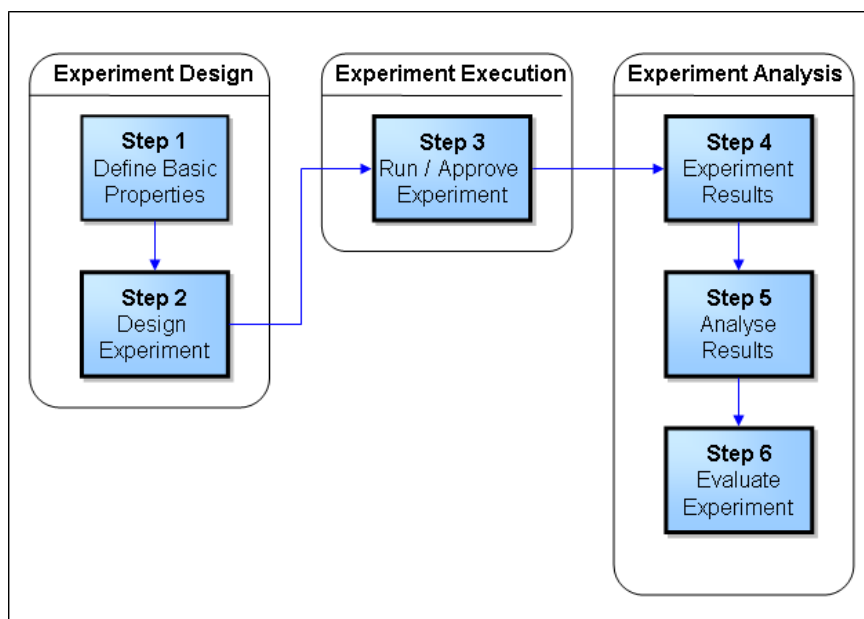 Experiment Design
Step 1
Define Basic
Properties
Step 2
Design
Experiment
Experiment Execution
Step 3
Run / Approve
Experiment
Experiment Analysis
Step 4
Experiment
Results
Step 5
Analyse
Results
Step 6
Evaluate
Experiment